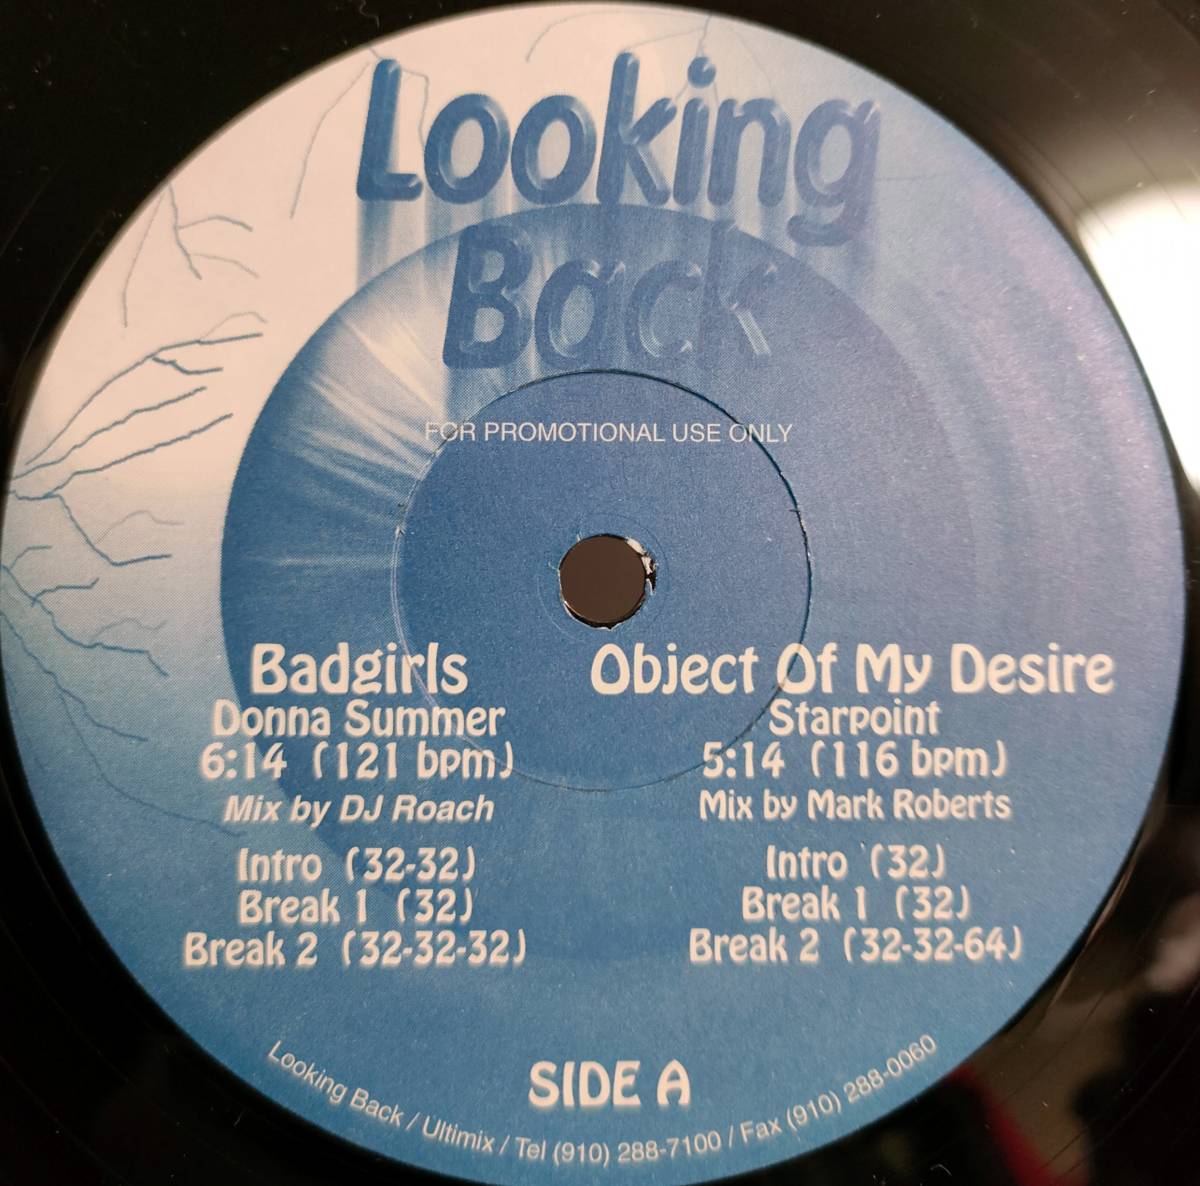 Looking
Back
FOR PROMOTIONAL USE ONLY
Badgirls
Donna Summer
6:14 (121 bpm)
Mix by DJ Roach
Intro (32-32)
Break 1 (32)
Break 2 (32-32-32)
Object Of My Desire
Starpoint
5:14 (116 bpm)
Mix by Mark Roberts
Intro (32)
Break 1 (32)
Break 2 (32-32-64)
SIDE A
Looking Back / Ultimix / Tel (910) 288-7100 / Fax (910) 288-0060